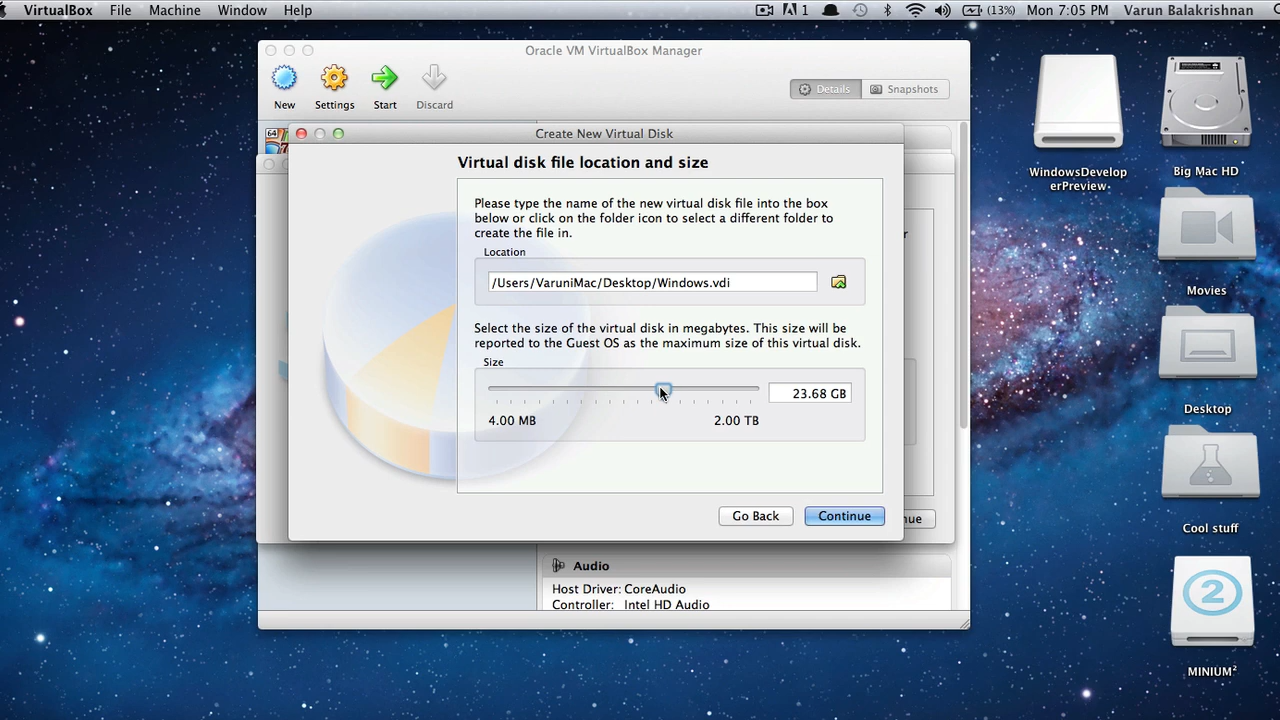 VirtualBox File Machine Window Help 1 (13%) Mon 7:05 PM Varun Balakrishnan
Oracle VM VirtualBox Manager
New Settings Start Discard Details Snapshots
64
Create New Virtual Disk
Virtual disk file location and size
Please type the name of the new virtual disk file into the box
below or click on the folder icon to select a different folder to
create the file in.
Location
/Users/VaruniMac/Desktop/Windows.vdi
Select the size of the virtual disk in megabytes. This size will be
reported to the Guest OS as the maximum size of this virtual disk.
Size
23.68 GB
4.00 MB 2.00 TB
Go Back Continue
nue
r
Audio
Host Driver: CoreAudio
Controller: Intel HD Audio
WindowsDevelop
erPreview
Big Mac HD
Movies
Desktop
Cool stuff
2
MINIUM²